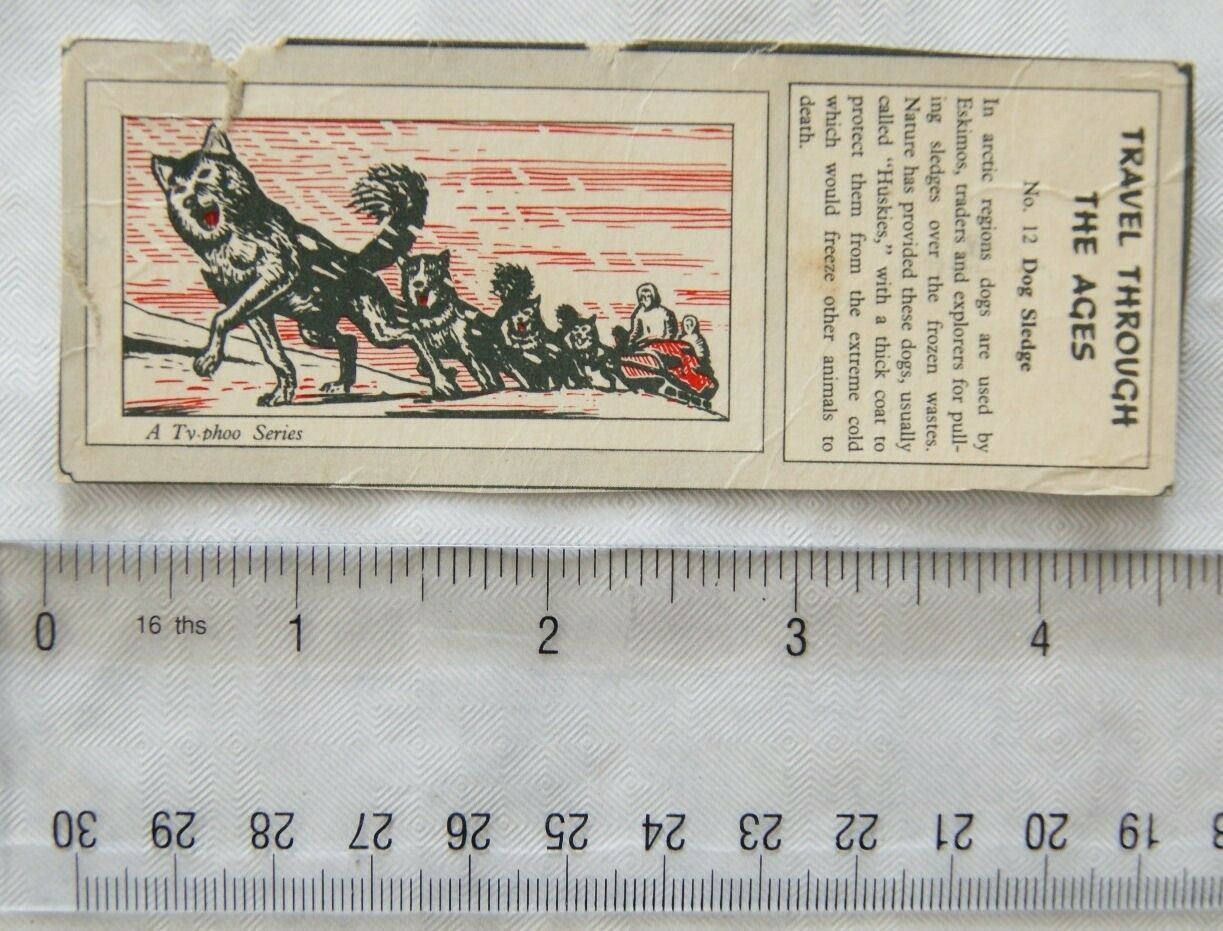 TRAVEL THROUGH
THE AGES
No. 12 Dog Sledge
In arctic regions dogs are used by
Eskimos, traders and explorers for pull-
ing sledges over the frozen wastes.
Nature has provided these dogs, usually
called “Huskies,” with a thick coat to
protect them from the extreme cold
which would freeze other animals to
death.
A Ty-phoo Series
0 16 ths 1 2 3 4
30 29 28 27 26 25 24 23 22 21 20 19